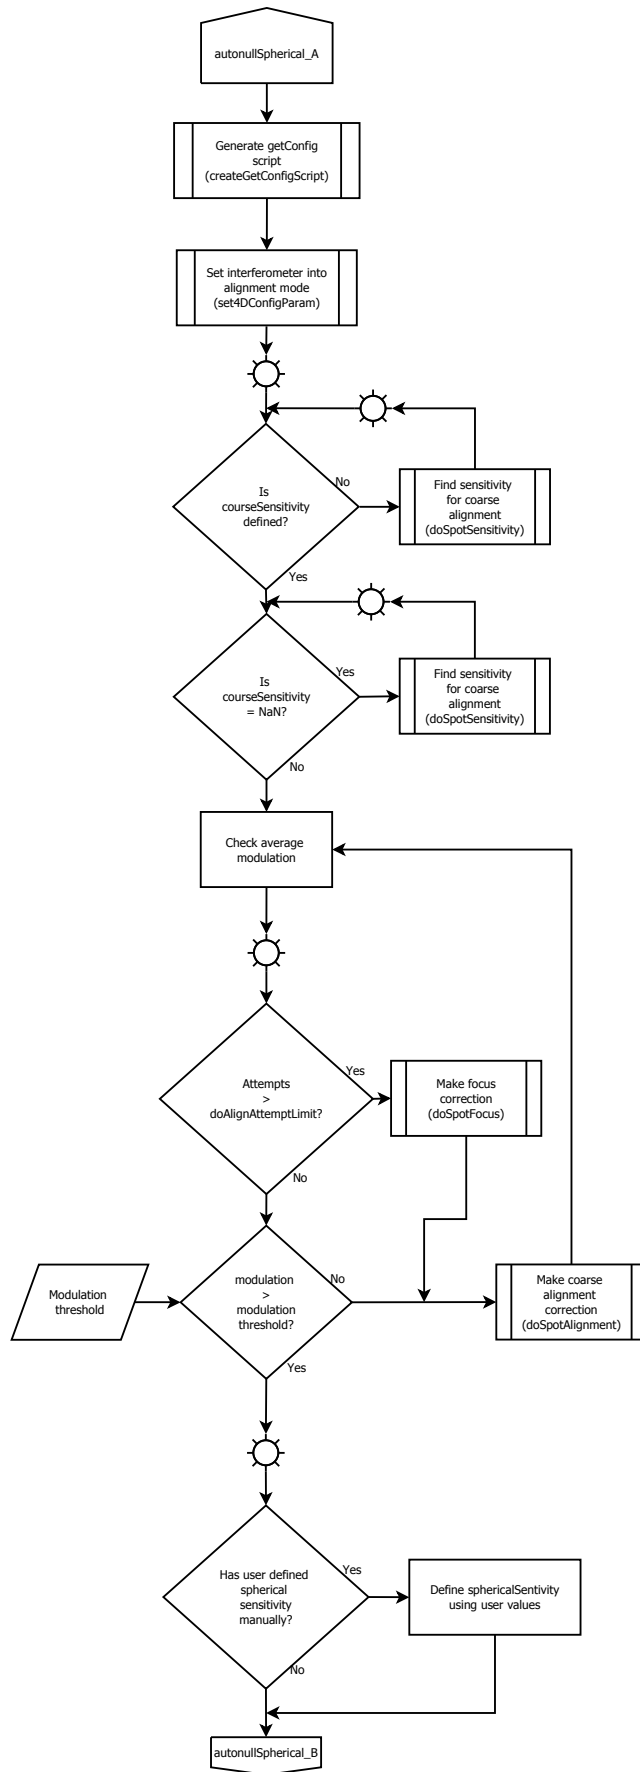 autonullSpherical_A
Generate getConfig
script
(createGetConfigScript)
Set interferometer into
alignment mode
(set4DConfigParam)
Is
courseSensitivity
defined?
No
Find sensitivity
for coarse
alignment
(doSpotSensitivity)
Yes
Is
courseSensitivity
= NaN?
Yes
Find sensitivity
for coarse
alignment
(doSpotSensitivity)
No
Check average
modulation
Attempts
>
doAlignAttemptLimit?
Yes
Make focus
correction
(doSpotFocus)
No
Modulation
threshold
modulation
>
modulation
threshold?
No
Make coarse
alignment
correction
(doSpotAlignment)
Yes
Has user defined
spherical
sensitivity
manually?
Yes
Define sphericalSentivity
using user values
No
autonullSpherical_B